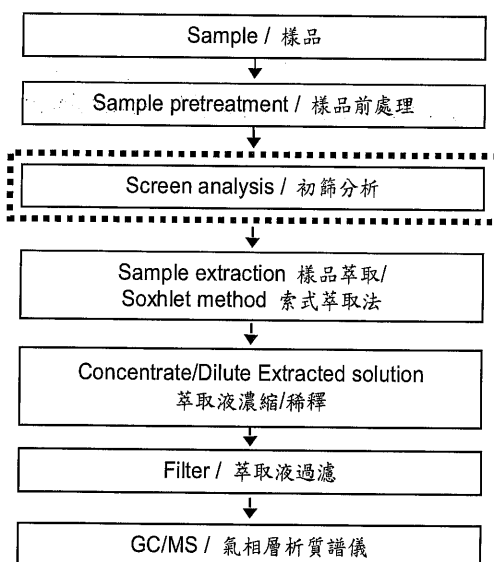 Sample / 樣品
Sample pretreatment / 樣品前處理
Screen analysis / 初篩分析
Sample extraction 樣品萃取/
Soxhlet method 索式萃取法
Concentrate/Dilute Extracted solution
萃取液濃縮/稀釋
Filter / 萃取液過濾
GC/MS / 氣相層析質譜儀